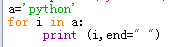 a='python'
for i in a:
    print (i,end=" ")